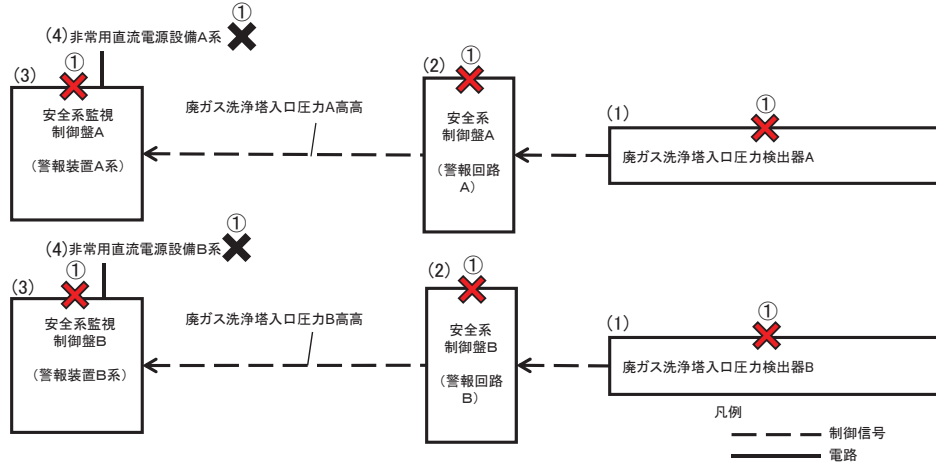 ①
(4)非常用直流電源設備A系
①
(3)
安全系監視
制御盤A
(警報装置A系)
廃ガス洗浄塔入口圧力A高高
①
(2)
安全系
制御盤A
(警報回路
A)
①
(1)
廃ガス洗浄塔入口圧力検出器A
①
(4)非常用直流電源設備B系
①
(3)
安全系監視
制御盤B
(警報装置B系)
廃ガス洗浄塔入口圧力B高高
①
(2)
安全系
制御盤B
(警報回路
B)
①
(1)
廃ガス洗浄塔入口圧力検出器B
凡例
制御信号
電路